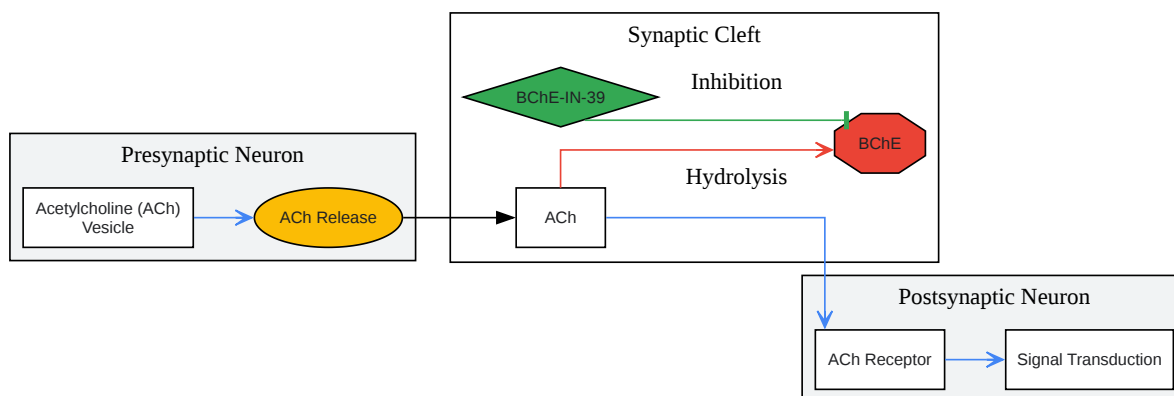 Synaptic Cleft
BChE-IN-39
Inhibition
BChE
Hydrolysis
Presynaptic Neuron
Acetylcholine (ACh)
Vesicle
ACh Release
ACh
Postsynaptic Neuron
ACh Receptor
Signal Transduction